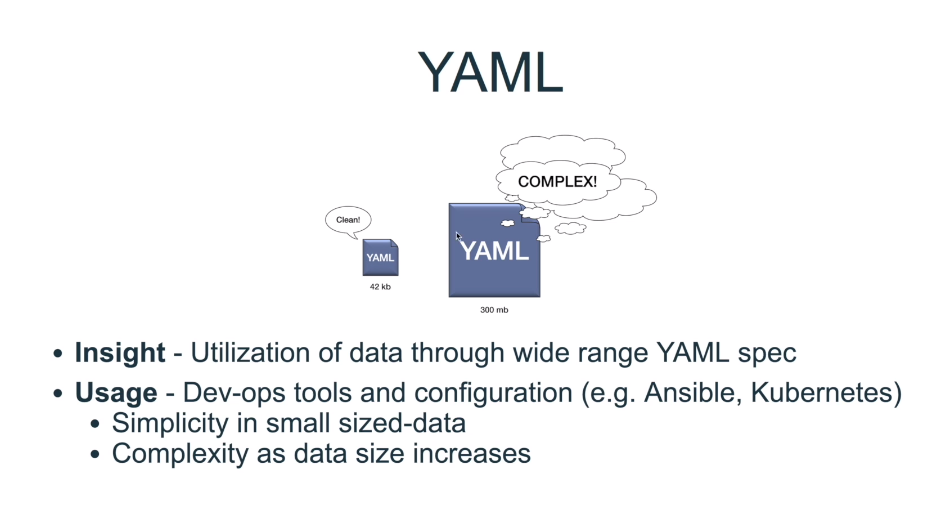 YAML
COMPLEX!
Clean!
YAML
YAML
42 kb
300 mb
• Insight - Utilization of data through wide range YAML spec
• Usage - Dev-ops tools and configuration (e.g. Ansible, Kubernetes)
• Simplicity in small sized-data
• Complexity as data size increases